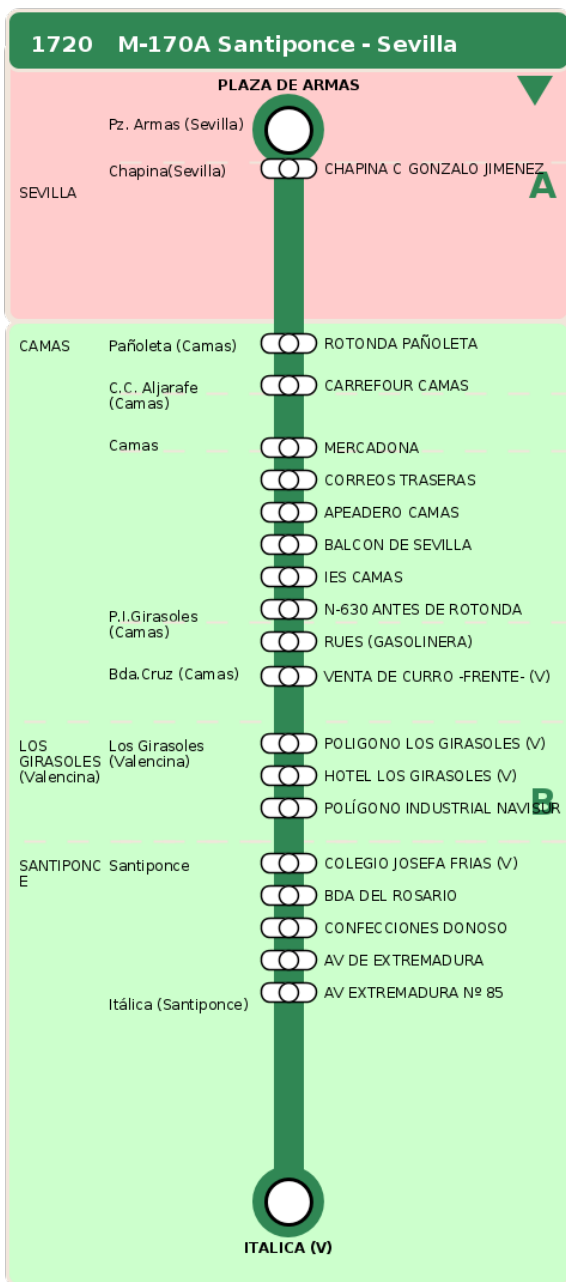 1720 M-170A Santiponce - Sevilla
PLAZA DE ARMAS
Pz. Armas (Sevilla)
Chapina(Sevilla)
CHAPINA C GONZALO JIMENEZ
A
SEVILLA
CAMAS
Pañoleta (Camas)
ROTONDA PAÑOLETA
C.C. Aljarafe
(Camas)
CARREFOUR CAMAS
Camas
MERCADONA
CORREOS TRASERAS
APEADERO CAMAS
BALCON DE SEVILLA
IES CAMAS
N-630 ANTES DE ROTONDA
P.I.Girasoles
(Camas)
RUES (GASOLINERA)
Bda.Cruz (Camas)
VENTA DE CURRO -FRENTE- (V)
LOS
GIRASOLES
(Valencina)
Los Girasoles
(Valencina)
POLIGONO LOS GIRASOLES (V)
HOTEL LOS GIRASOLES (V)
B
POLÍGONO INDUSTRIAL NAVISUR
SANTIPONC
E
Santiponce
COLEGIO JOSEFA FRIAS (V)
BDA DEL ROSARIO
CONFECCIONES DONOSO
AV DE EXTREMADURA
AV EXTREMADURA Nº 85
Itálica (Santiponce)
ITALICA (V)